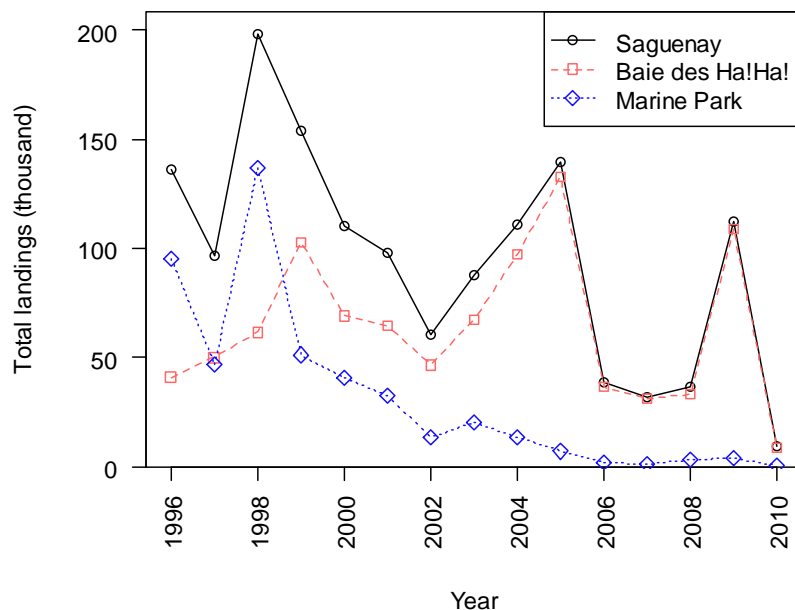 Saguenay
Baie des Ha!Ha!
Marine Park
Total landings (thousand)
200
150
100
50
0
1996
1998
2000
2002
2004
2006
2008
2010
Year